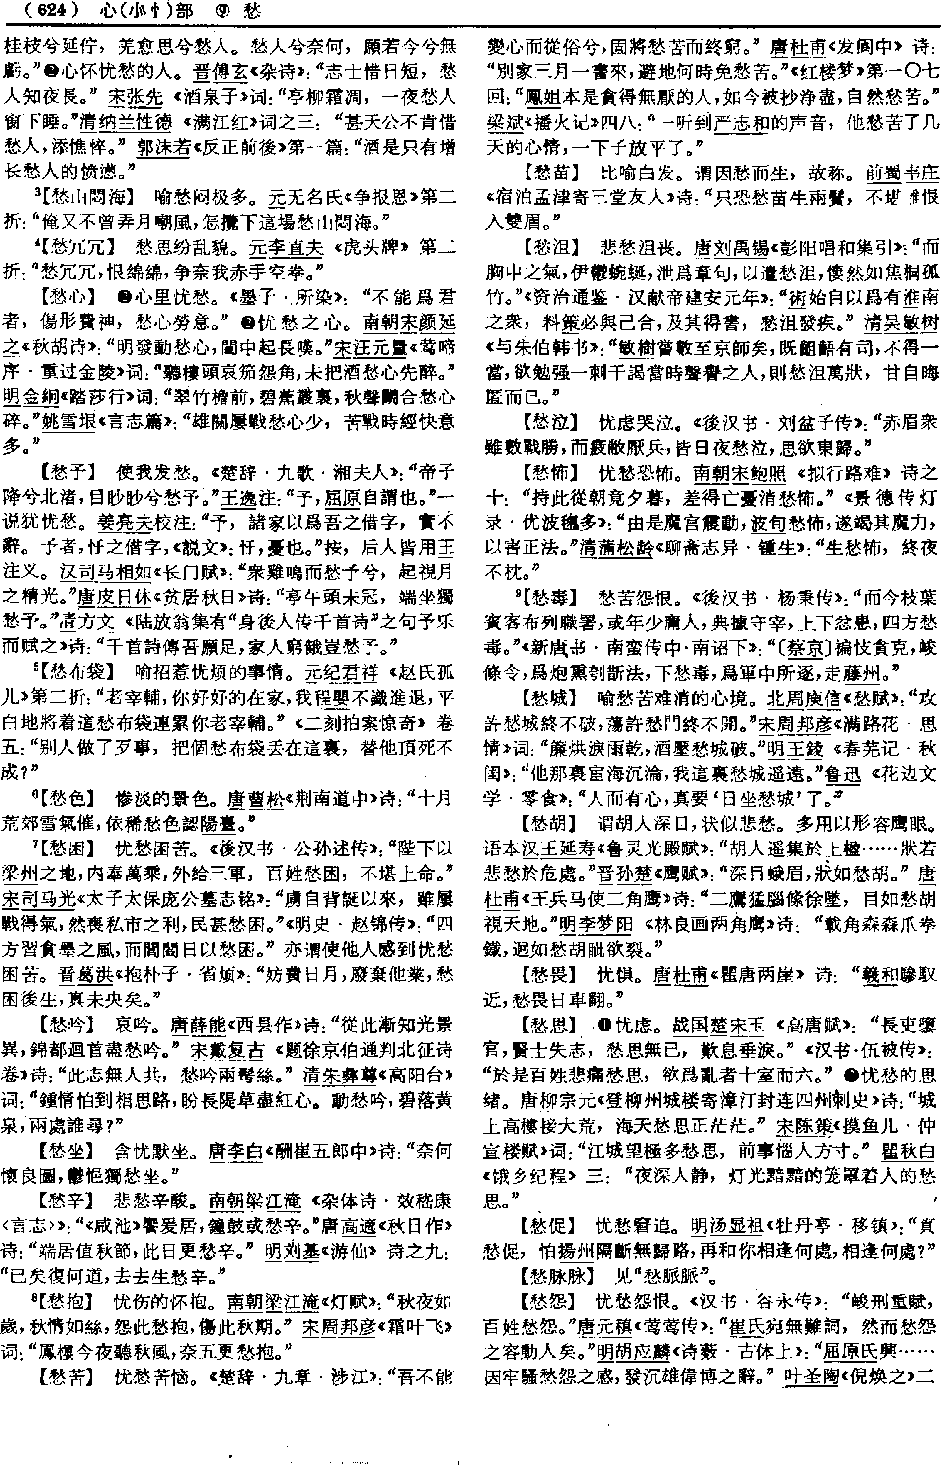 （624） 心(小忄)部 ⑨ 愁
桂枝兮延佇，羌愈思兮愁人。愁人兮奈何，願若今兮無
虧。”❷心怀忧愁的人。晋傅玄《杂诗》：“志士惜日短，愁
人知夜長。”宋张先《酒泉子》词：“亭柳霜凋，一夜愁人
窗下睡。”清纳兰性德《满江红》词之三：“甚天公不肯惜
愁人，添憔悴。”郭沫若《反正前後》第一篇：“酒是只有增
长愁人的愤懑。”
³【愁山悶海】 喻愁闷极多。元无名氏《争报恩》第二
折：“俺又不曾弄月嘲風，怎攬下這場愁山悶海。”
⁴【愁冗冗】 愁思纷乱貌。元李直夫《虎头牌》第二
折：“愁冗冗，恨綿綿，争奈我赤手空拳。”
【愁心】 ❶心里忧愁。《墨子·所染》：“不能爲君
者，傷形費神，愁心勞意。”❷忧愁之心。南朝宋颜延
之《秋胡诗》：“明發動愁心，閨中起長嘆。”宋汪元量《莺啼
序·重过金陵》词：“聽樓頭哀笳怨角，未把酒愁心先醉。”
明金銅《踏莎行》词：“翠竹檐前，碧蕉叢裏，秋聲鬭合愁心
碎。”姚雪垠《言志篇》：“雄關屢戰愁心少，苦戰時經快意
多。”
【愁予】 使我发愁。《楚辞·九歌·湘夫人》：“帝子
降兮北渚，目眇眇兮愁予。”王逸注：“予，屈原自謂也。”一
说犹忧愁。姜亮夫校注：“予，諸家以爲吾之借字，實不
辭。予者，忬之借字，《説文》：忬，憂也。”按，后人皆用王
注义。汉司马相如《长门赋》：“衆雞鳴而愁予兮，起視月
之精光。”唐皮日休《贫居秋日》诗：“亭午頭未冠，端坐獨
愁予。”清方文《陆放翁集有“身後人传千首诗”之句予乐
而赋之》诗：“千首詩傳吾願足，家人窮餓豈愁予。”
⁵【愁布袋】 喻招惹忧烦的事情。元纪君祥《赵氏孤
儿》第二折：“老宰輔，你好好的在家，我程嬰不識進退，平
白地將着這愁布袋連累你老宰輔。”《二刻拍案惊奇》卷
五：“别人做了歹事，把個愁布袋丢在這裏，替他頂死不
成？”
⁶【愁色】 惨淡的景色。唐曹松《荆南道中》诗：“十月
荒郊雪氣催，依稀愁色認陽臺。”
⁷【愁困】 忧愁困苦。《後汉书·公孙述传》：“陛下以
梁州之地，内奉萬乘，外給三軍，百姓愁困，不堪上命。”
宋司马光《太子太保庞公墓志铭》：“虜自背誕以來，雖屢
戰得氣，然喪私市之利，民甚愁困。”《明史·赵锦传》：“四
方習貪墨之風，而閭閻日以愁困。”亦谓使他人感到忧愁
困苦。晋葛洪《抱朴子·省烦》：“妨費日月，廢棄他業，愁
困後生，真未央矣。”
【愁吟】 哀吟。唐薛能《西县作》诗：“從此漸知光景
異，錦都迴首盡愁吟。”宋戴复古《题徐京伯通判北征诗
卷》诗：“此志無人共，愁吟兩鬢絲。”清朱彝尊《高阳台》
词：“鍾情怕到相思路，盼長隄草盡紅心。動愁吟，碧落黄
泉，兩處誰尋？”
【愁坐】 含忧默坐。唐李白《酬崔五郎中》诗：“奈何
懷良圖，鬱悒獨愁坐。”
【愁辛】 悲愁辛酸。南朝梁江淹《杂体诗·效嵇康
〈言志〉》：“《咸池》饗爰居，鐘鼓或愁辛。”唐高適《秋日作》
诗：“端居值秋節，此日更愁辛。”明刘基《游仙》诗之九：
“已矣復何道，去去生愁辛。”
⁸【愁抱】 忧伤的怀抱。南朝梁江淹《灯赋》：“秋夜如
歲，秋情如絲，怨此愁抱，傷此秋期。”宋周邦彦《霜叶飞》
词：“鳳樓今夜聽秋風，奈五更愁抱。”
【愁苦】 忧愁苦恼。《楚辞·九章·涉江》：“吾不能
變心而從俗兮，固將愁苦而終窮。”唐杜甫《发阆中》诗：
“别家三月一書來，避地何時免愁苦。”《红楼梦》第一〇七
回：“鳳姐本是貪得無厭的人，如今被抄净盡，自然愁苦。”
梁斌《播火记》四八：“一听到严志和的声音，他愁苦了几
天的心情，一下子放平了。”
【愁苗】 比喻白发。谓因愁而生，故称。前蜀韦庄
《宿泊孟津寄三堂友人》诗：“只恐愁苗生兩鬢，不堪離恨
入雙眉。”
【愁沮】 悲愁沮丧。唐刘禹锡《彭阳唱和集引》：“而
胸中之氣，伊鬱蜿蜒，泄爲章句，以遣愁沮，悽然如焦桐孤
竹。”《资治通鉴·汉献帝建安元年》：“術始自以爲有淮南
之衆，料策必與己合，及其得書，愁沮發疾。”清吴敏树
《与朱伯韩书》：“敏樹嘗數至京師矣，既齟齬有司，不得一
當，欲勉强一刺干謁當時聲譽之人，則愁沮萬狀，甘自晦
匿而已。”
【愁泣】 忧虑哭泣。《後汉书·刘盆子传》：“赤眉衆
雖數戰勝，而疲敝厭兵，皆日夜愁泣，思欲東歸。”
【愁怖】 忧愁恐怖。南朝宋鲍照《拟行路难》诗之
十：“持此從朝竟夕暮，差得亡憂消愁怖。”《景德传灯
录·优波毱多》：“由是魔宫震動，波旬愁怖，遂竭其魔力，
以害正法。”清蒲松龄《聊斋志异·锺生》：“生愁怖，終夜
不枕。”
⁹【愁毒】 愁苦怨恨。《後汉书·杨秉传》：“而今枝葉
賓客布列職署，或年少庸人，典據守宰，上下忿患，四方愁
毒。”《新唐书·南蛮传中·南诏下》：“〔蔡京〕褊忮貪克，峻
條令，爲炮熏刳斮法，下愁毒，爲軍中所逐，走藤州。”
【愁城】 喻愁苦难消的心境。北周庾信《愁赋》：“攻
許愁城終不破，蕩許愁門終不開。”宋周邦彦《满路花·思
情》词：“簾烘淚雨乾，酒壓愁城破。”明王錂《春芜记·秋
闺》：“他那裏宦海沉淪，我這裏愁城遥遠。”鲁迅《花边文
学·零食》：“人而有心，真要‘日坐愁城’了。”
【愁胡】 谓胡人深目，状似悲愁。多用以形容鹰眼。
语本汉王延寿《鲁灵光殿赋》：“胡人遥集於上楹……狀若
悲愁於危處。”晋孙楚《鹰赋》：“深目蛾眉，狀如愁胡。”唐
杜甫《王兵马使二角鹰》诗：“二鷹猛腦絛徐墜，目如愁胡
視天地。”明李梦阳《林良画两角鹰》诗：“戴角森森爪拳
鐵，迥如愁胡眦欲裂。”
【愁畏】 忧惧。唐杜甫《瞿唐两崖》诗：“羲和驂馭
近，愁畏日車翻。”
【愁思】 ❶忧虑。战国楚宋玉《高唐赋》：“長吏隳
官，賢士失志，愁思無已，歎息垂淚。”《汉书·伍被传》：
“於是百姓悲痛愁思，欲爲亂者十室而六。”❷忧愁的思
绪。唐柳宗元《登柳州城楼寄漳汀封连四州刺史》诗：“城
上高樓接大荒，海天愁思正茫茫。”宋陈策《摸鱼儿·仲
宣楼赋》词：“江城望極多愁思，前事惱人方寸。”瞿秋白
《饿乡纪程》三：“夜深人静，灯光黯黯的笼罩着人的愁
思。”
【愁促】 忧愁窘迫。明汤显祖《牡丹亭·移镇》：“真
愁促，怕揚州隔斷無歸路，再和你相逢何處，相逢何處？”
【愁脉脉】 见“愁脈脈”。
【愁怨】 忧愁怨恨。《汉书·谷永传》：“峻刑重賦，
百姓愁怨。”唐元稹《莺莺传》：“崔氏宛無難詞，然而愁怨
之容動人矣。”明胡应麟《诗薮·古体上》：“屈原氏興……
因牢騷愁怨之感，發沉雄偉博之辭。”叶圣陶《倪焕之》二